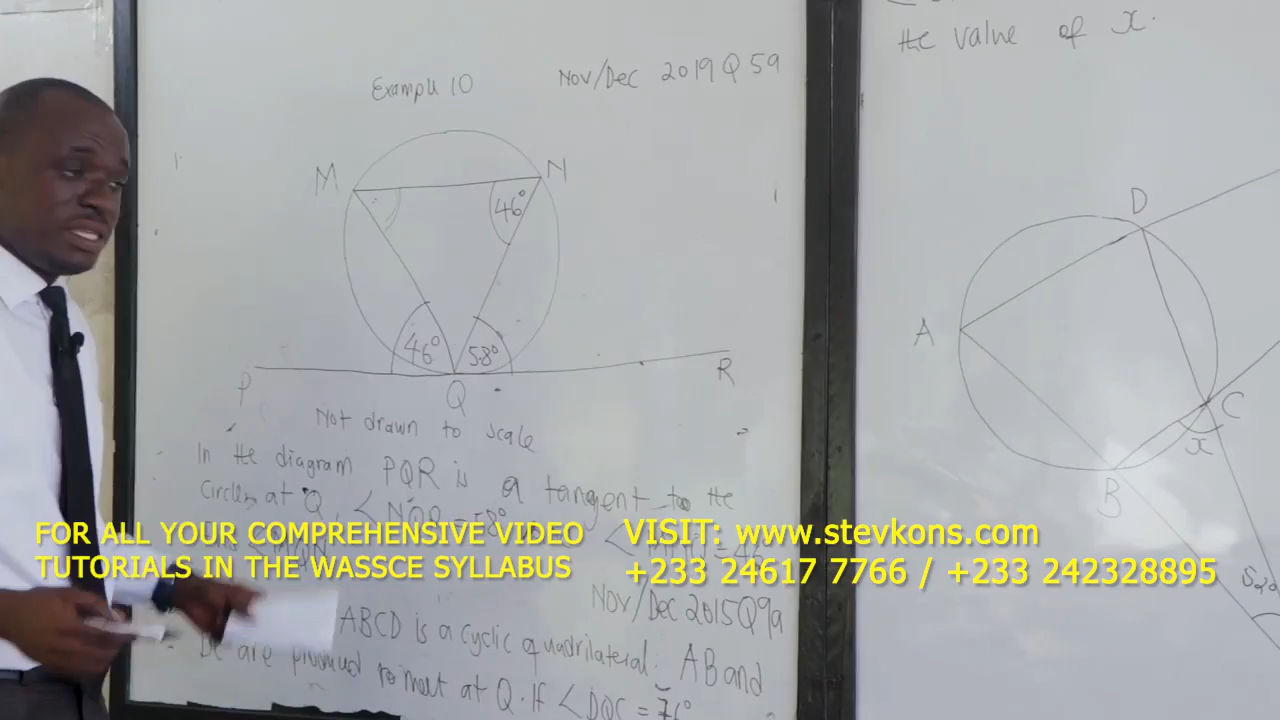 Example 10
Nov/Dec 2019 Q 59
M
N
46°
46°
58°
P
Q
R
Not drawn to scale
In the diagram PQR is a tangent to the
Circle at Q, < NQR = 58°
= 46
FOR ALL YOUR COMPREHENSIVE VIDEO
TUTORIALS IN THE WASSCE SYLLABUS
VISIT: www.stevkons.com
+233 24617 7766 / +233 242328895
Nov/Dec 2015 Q9a
ABCD is a cyclic quadrilateral. AB and
DC are produced to meet at Q. If < DQC = 76°
the value of x.
D
A
C
x
B